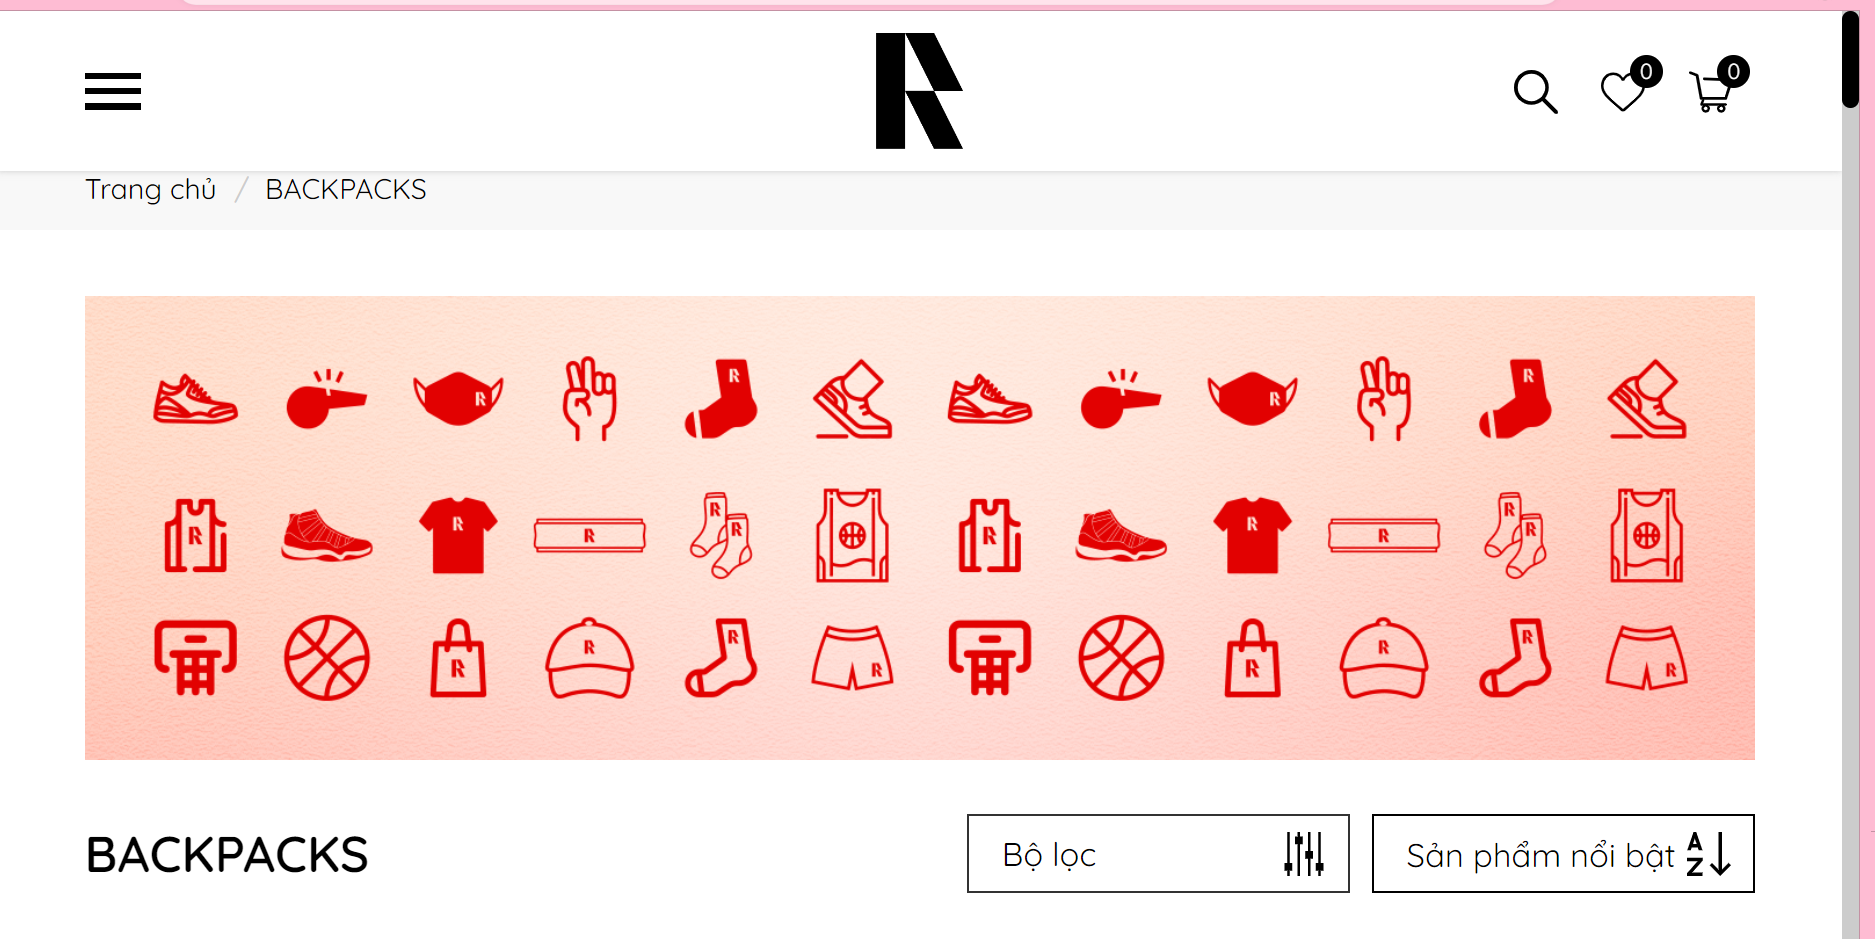 0
0
Trang chủ / BACKPACKS
BACKPACKS
Bộ lọc
Sản phẩm nổi bật